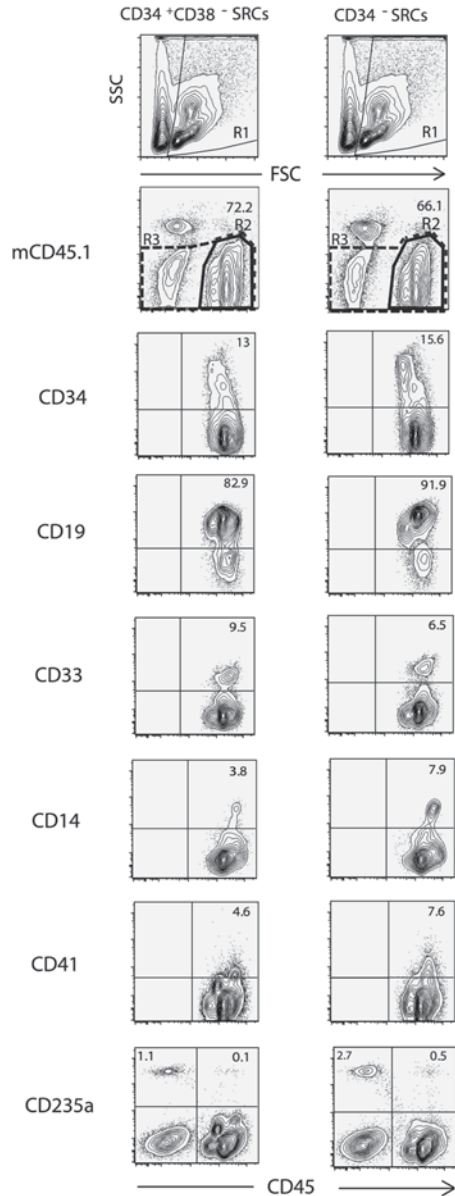 CD34 +CD38 - SRCs CD34 - SRCs
SSC
R1 R1
FSC
72.2 66.1
R3 R2 R3 R2
mCD45.1
13 15.6
CD34
82.9 91.9
CD19
9.5 6.5
CD33
3.8 7.9
CD14
4.6 7.6
CD41
1.1 0.1 2.7 0.5
CD235a
CD45